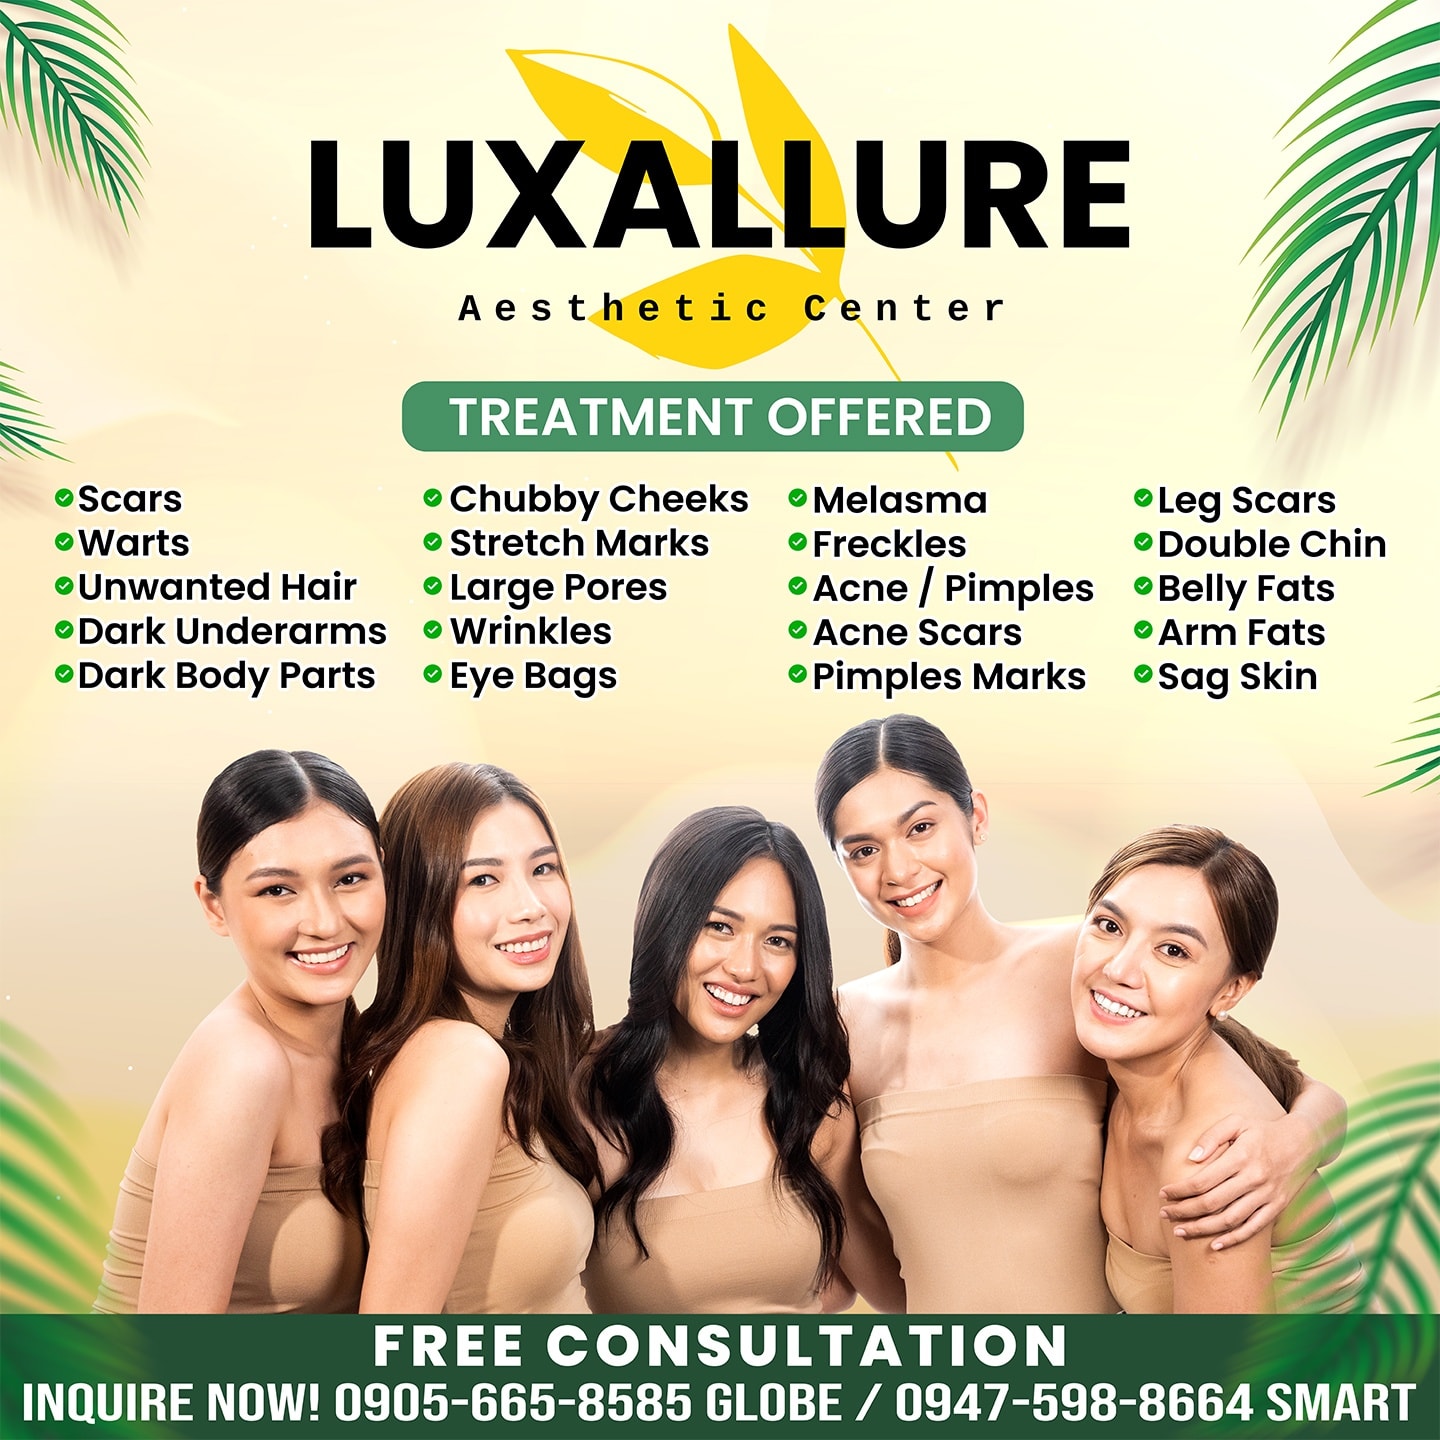 LUXALLURE
Aesthetic Center
TREATMENT OFFERED
Scars
Warts
Unwanted Hair
Dark Underarms
Dark Body Parts
Chubby Cheeks
Stretch Marks
Large Pores
Wrinkles
Eye Bags
Melasma
Freckles
Acne / Pimples
Acne Scars
Pimples Marks
Leg Scars
Double Chin
Belly Fats
Arm Fats
Sag Skin
FREE CONSULTATION
INQUIRE NOW! 0905-665-8585 GLOBE / 0947-598-8664 SMART